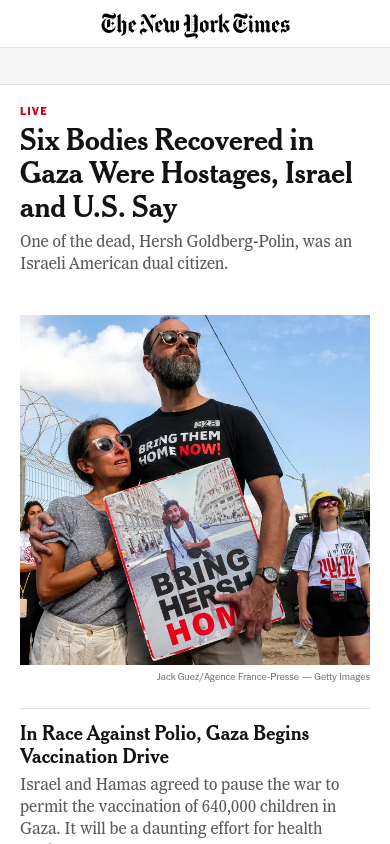 The New York Times
LIVE
Six Bodies Recovered in
Gaza Were Hostages, Israel
and U.S. Say
One of the dead, Hersh Goldberg-Polin, was an
Israeli American dual citizen.
BRING THEM
HOME NOW!
BRING
HERSH
HOM
Jack Guez/Agence France-Presse — Getty Images
In Race Against Polio, Gaza Begins
Vaccination Drive
Israel and Hamas agreed to pause the war to
permit the vaccination of 640,000 children in
Gaza. It will be a daunting effort for health